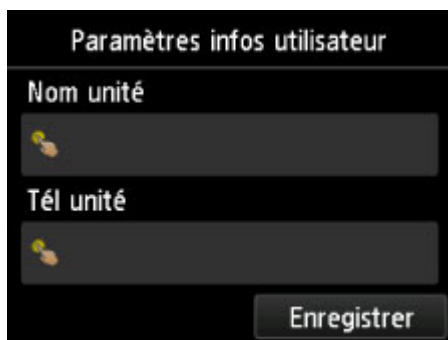 Paramètres infos utilisateur
Nom unité
Tél unité
Enregistrer